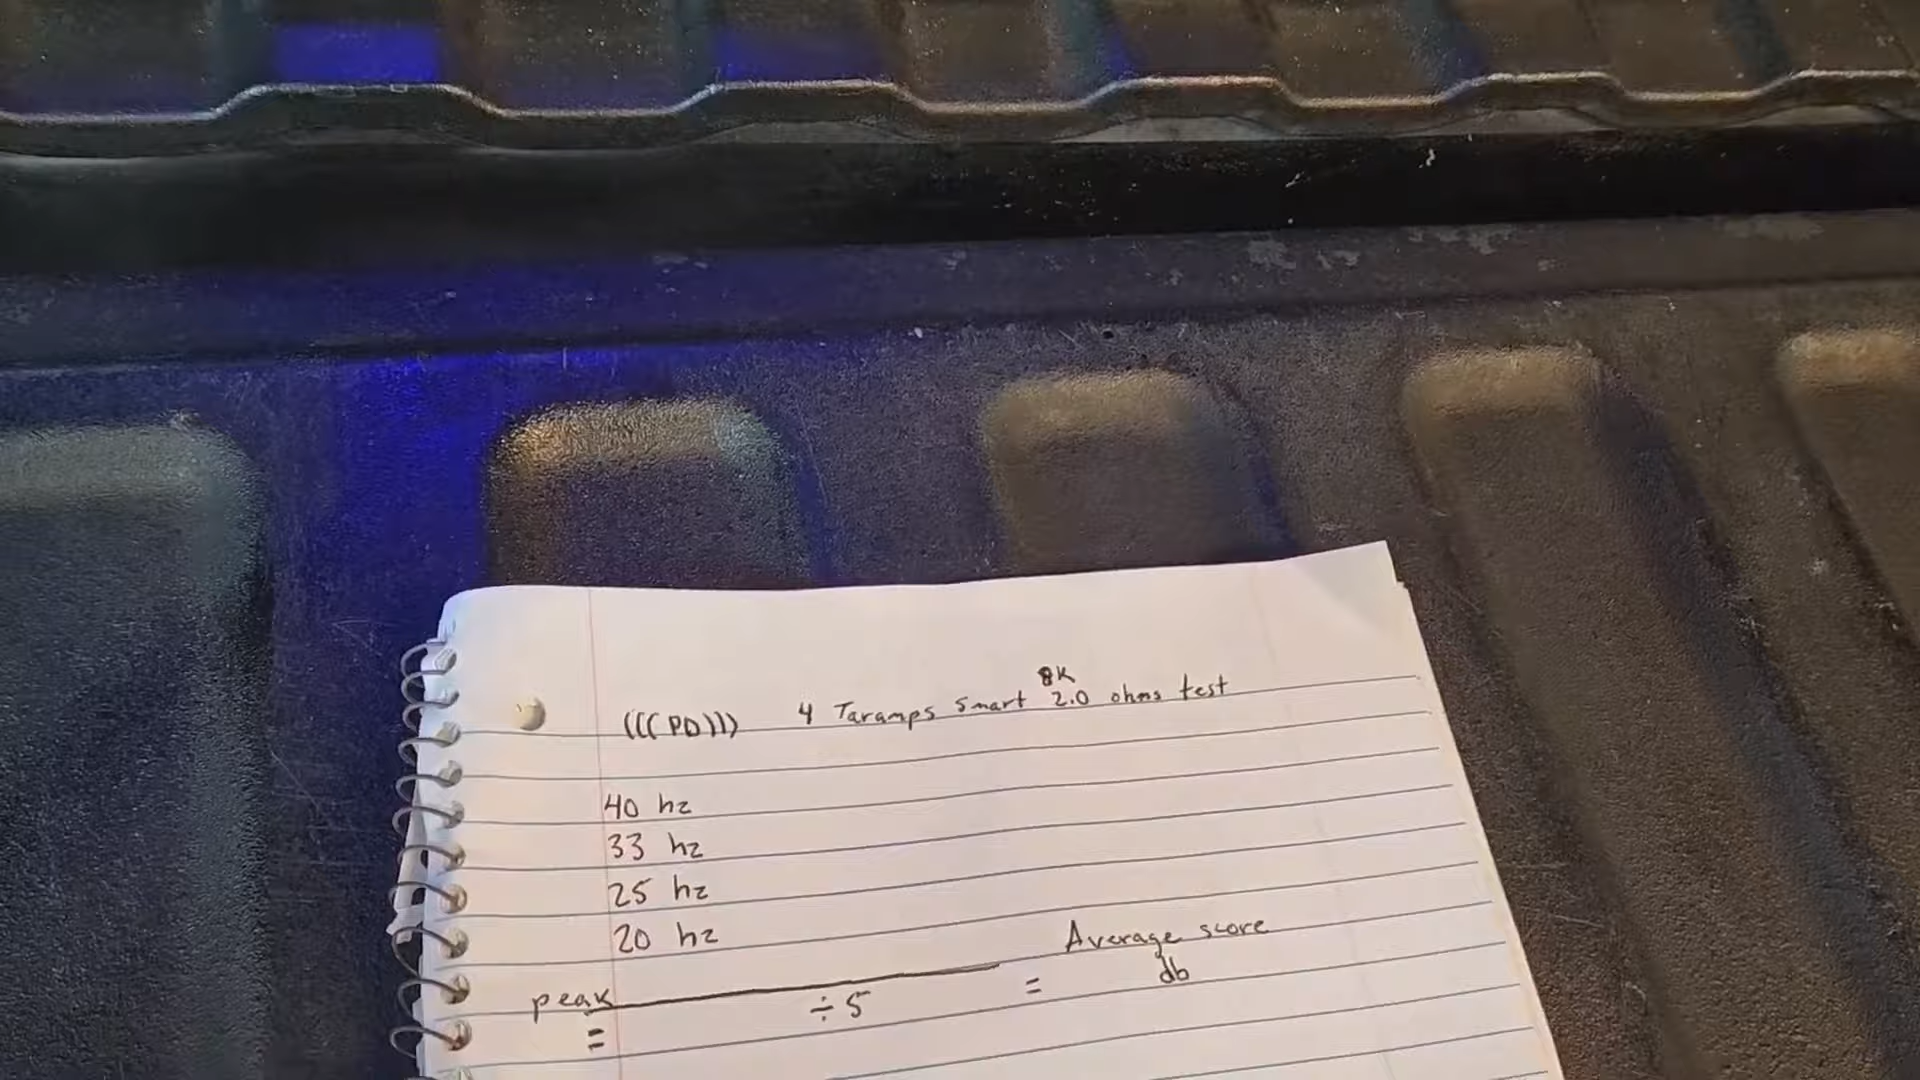 8K
(((PD))) 4 Taramps Smart 2.0 ohms test
40 hz
33 hz
25 hz
20 hz
Average score
peak ÷ 5 = db
=